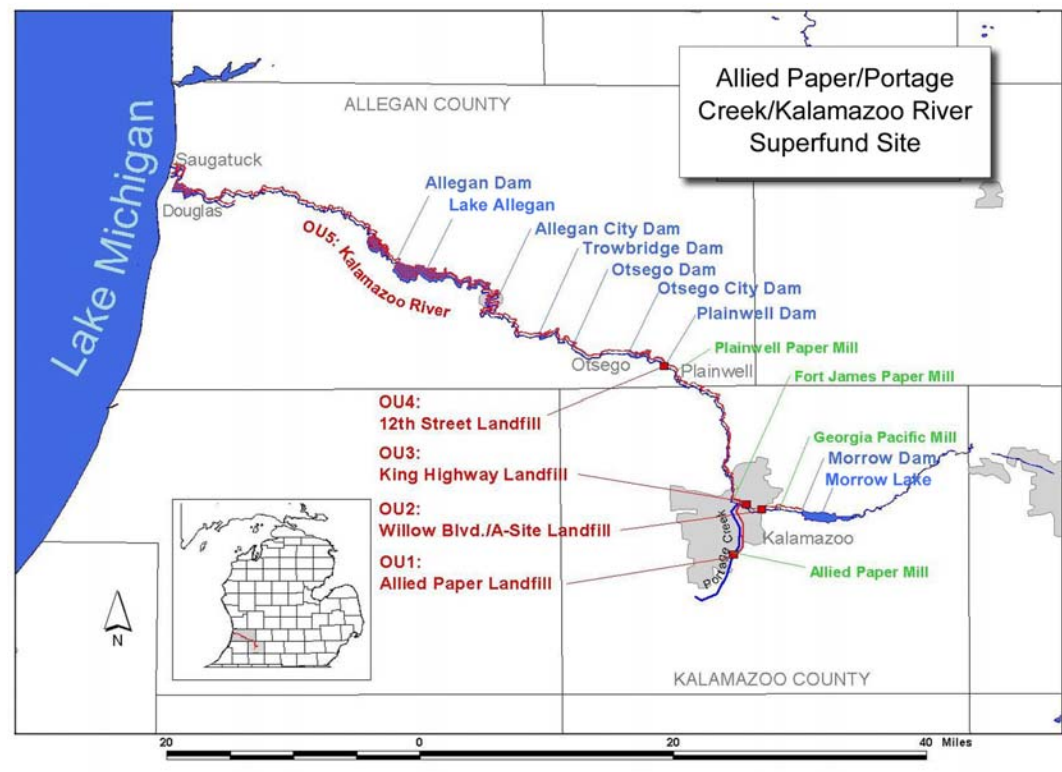 Allied Paper/Portage
Creek/Kalamazoo River
Superfund Site
ALLEGAN COUNTY
Lake Michigan
Saugatuck
Douglas
Allegan Dam
Lake Allegan
Allegan City Dam
Trowbridge Dam
Otsego Dam
Otsego City Dam
Plainwell Dam
OU5: Kalamazoo River
Plainwell Paper Mill
Otsego
Plainwell
Fort James Paper Mill
OU4:
12th Street Landfill
Georgia Pacific Mill
OU3:
King Highway Landfill
Morrow Dam
Morrow Lake
OU2:
Willow Blvd./A-Site Landfill
Kalamazoo
Portage Creek
OU1:
Allied Paper Landfill
Allied Paper Mill
N
KALAMAZOO COUNTY
20 0 20 40 Miles